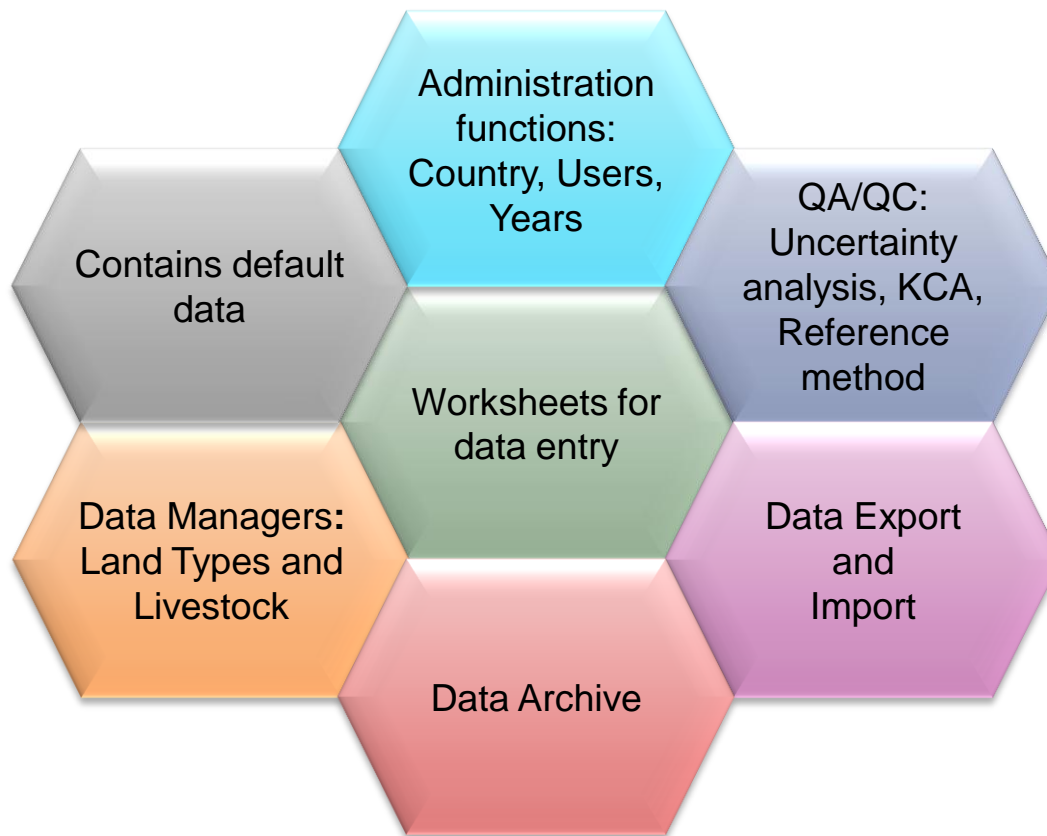 Administration
functions:
Country, Users,
Years
Contains default
data
QA/QC:
Uncertainty
analysis, KCA,
Reference
method
Worksheets for
data entry
Data Managers:
Land Types and
Livestock
Data Export
and
Import
Data Archive